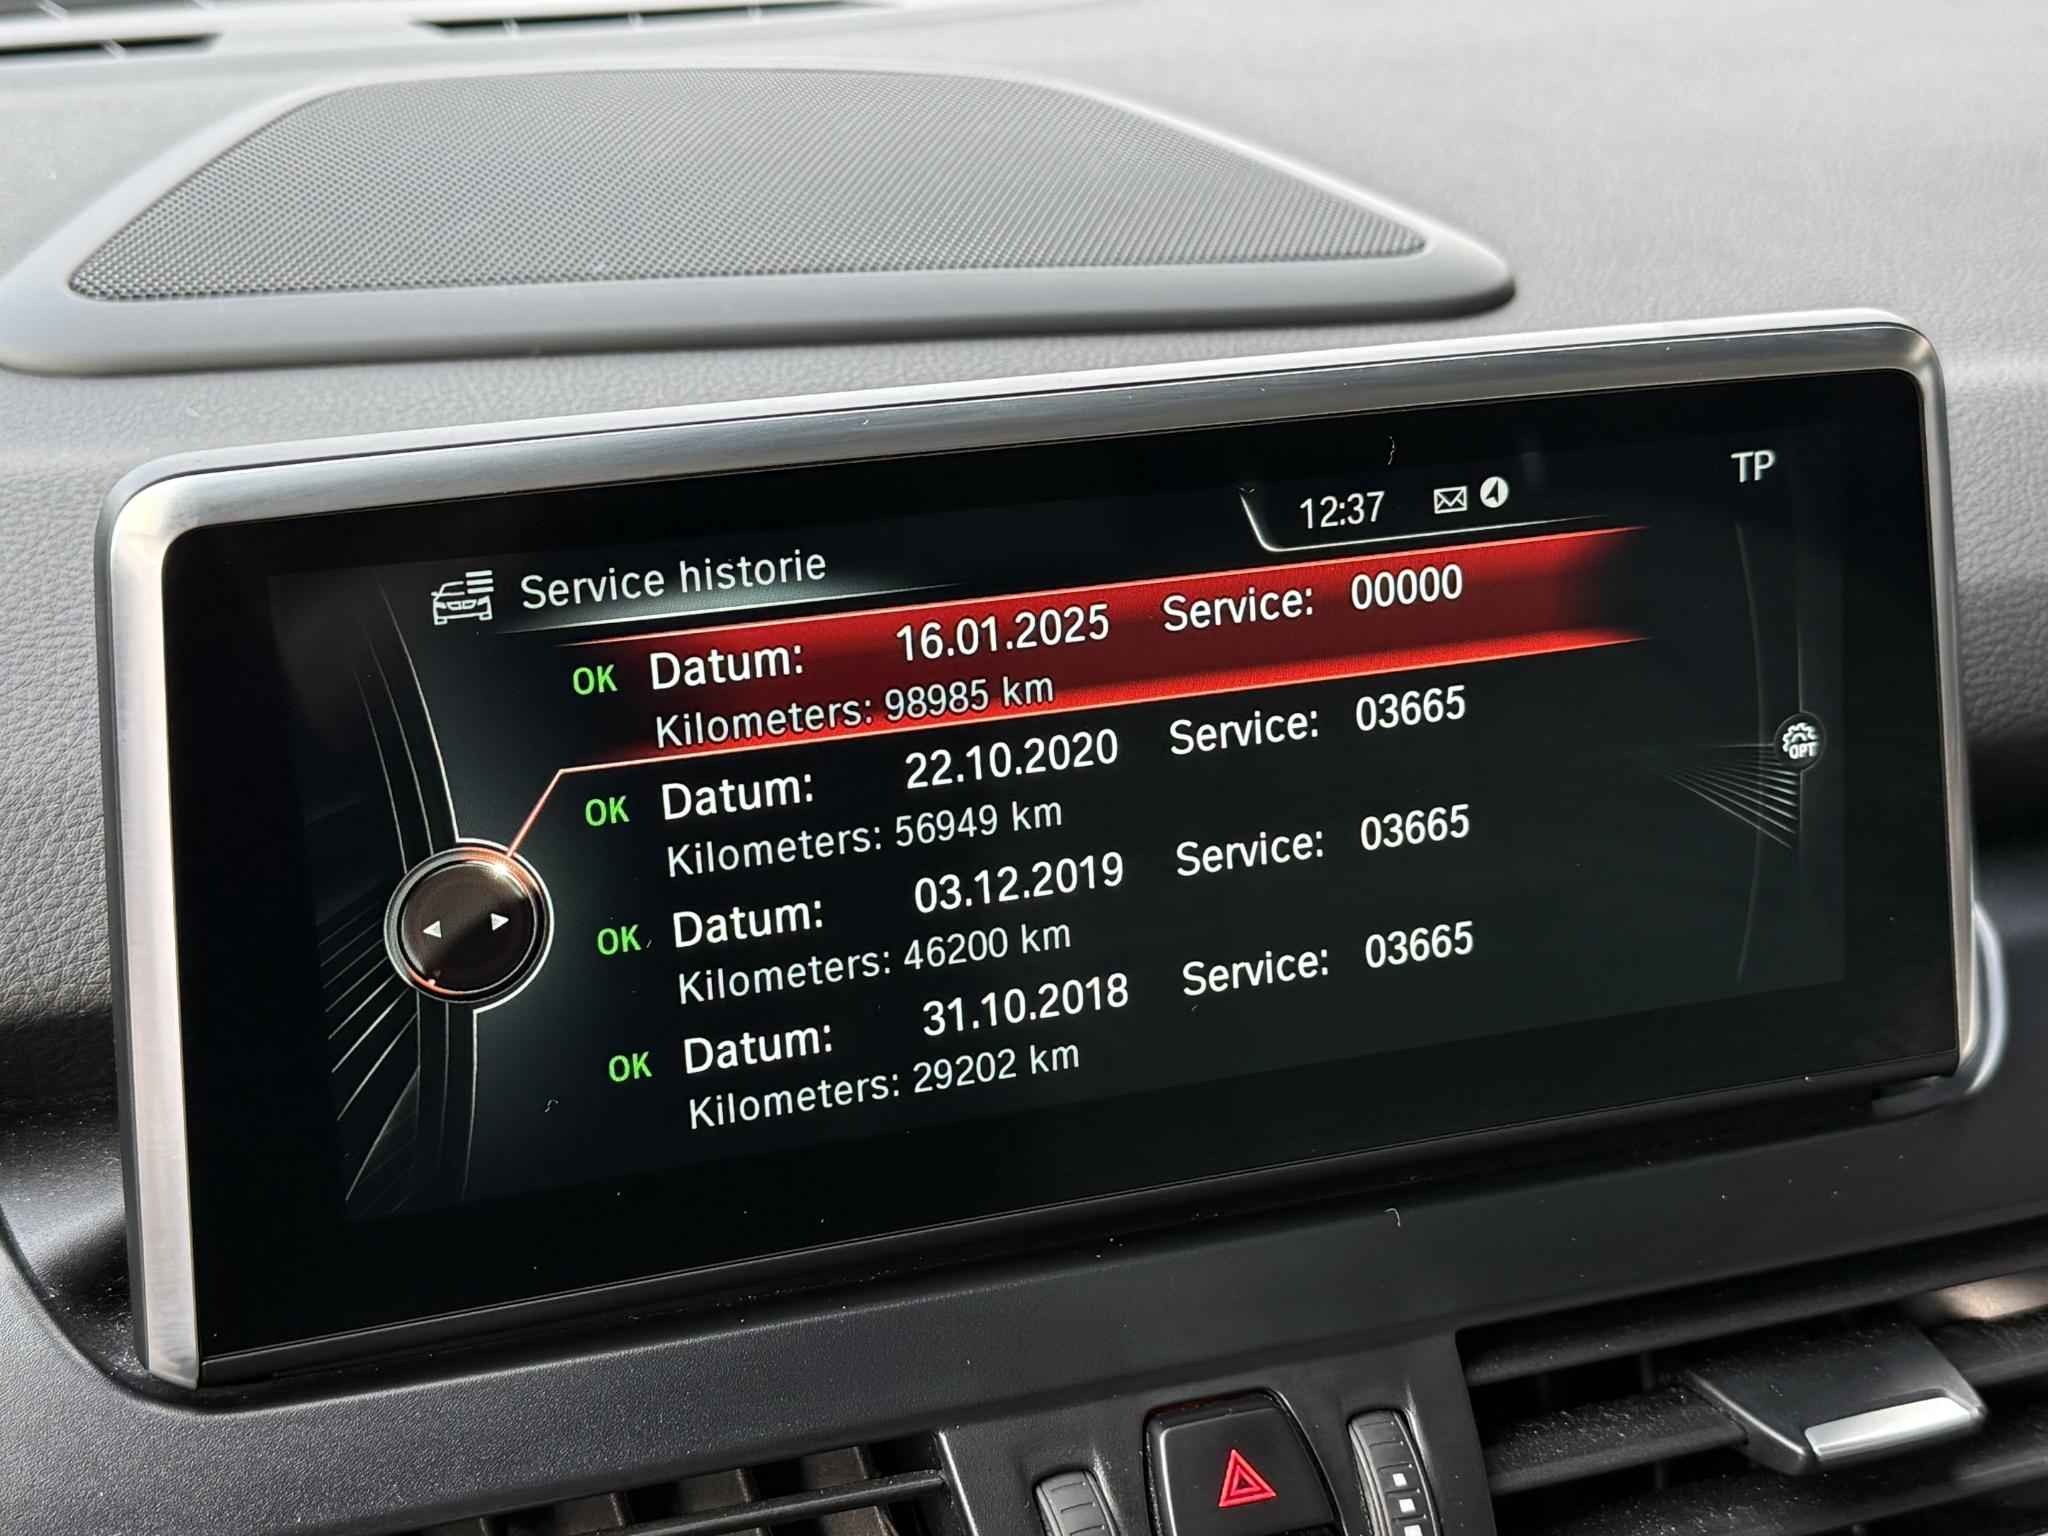 12:37
TP
Service historie
OK Datum: 16.01.2025 Service: 00000
Kilometers: 98985 km
OK Datum: 22.10.2020 Service: 03665
Kilometers: 56949 km
OPT
OK Datum: 03.12.2019 Service: 03665
Kilometers: 46200 km
OK Datum: 31.10.2018 Service: 03665
Kilometers: 29202 km